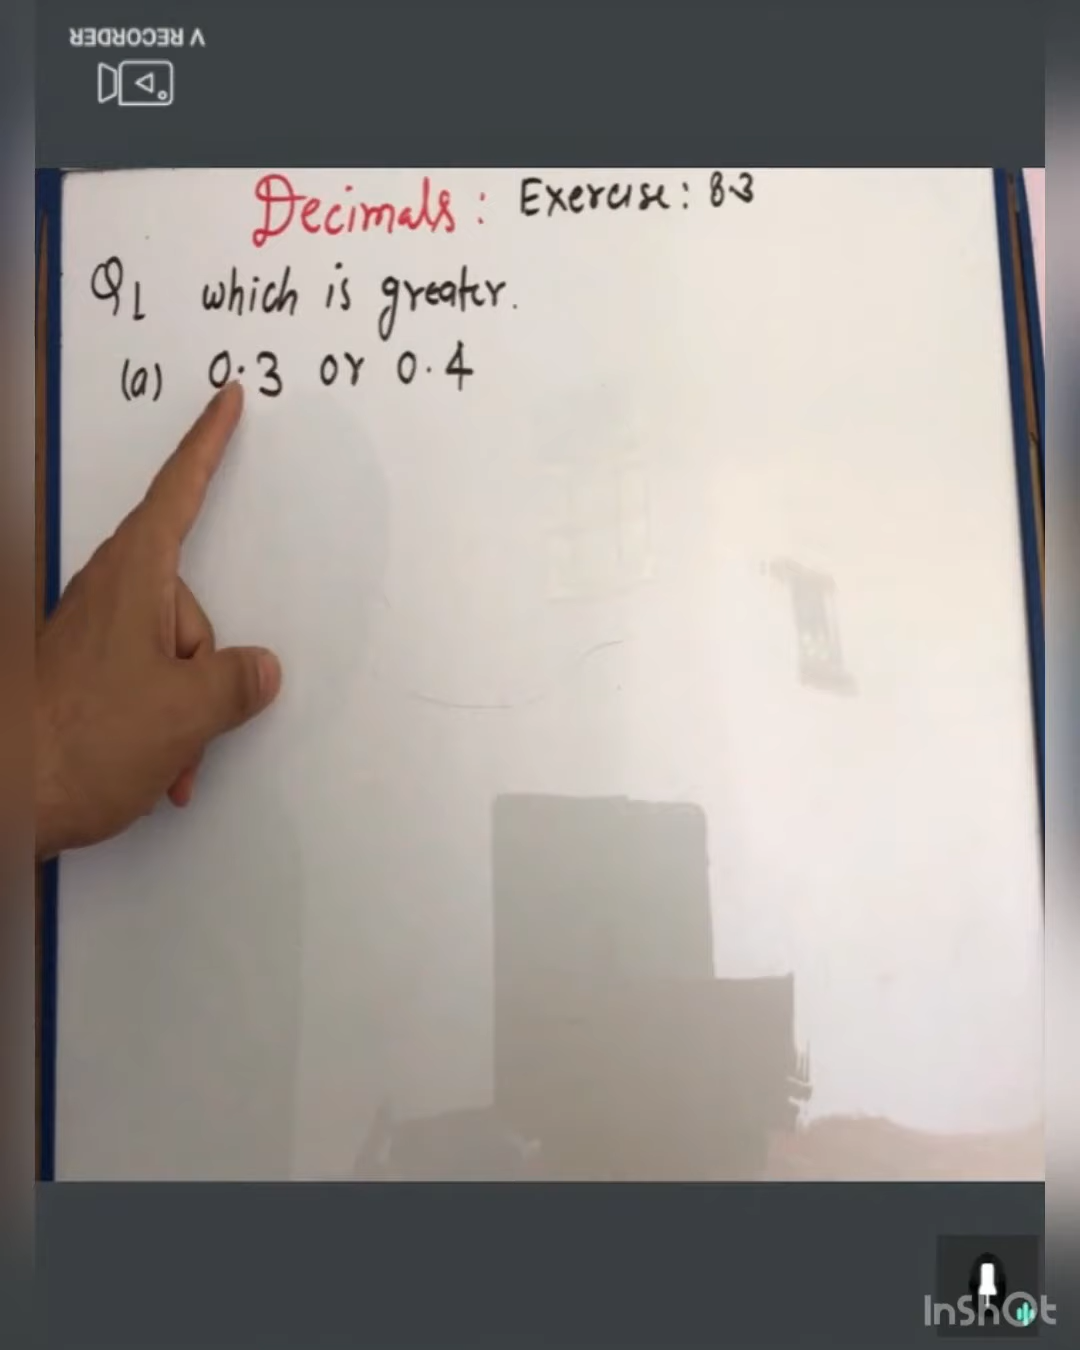 V RECORDER
Decimals : Exercise : 8.3
Q1 which is greater.
(a) 0.3 or 0.4
InShOt